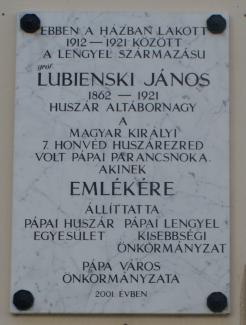 EBBEN A HÁZBAN LAKOTT
1912 — 1921 KÖZÖTT
A LENGYEL SZÁRMAZÁSU
gróf
LUBIENSKI JÁNOS
1862 — 1921
HUSZÁR ALTÁBORNAGY
A
MAGYAR KIRÁLYI
7. HONVÉD HUSZÁREZRED
VOLT PÁPAI PARANCSNOKA.
AKINEK
EMLÉKÉRE
ÁLLÍTTATTA
PÁPAI HUSZÁR PÁPAI LENGYEL
EGYESÜLET KISEBBSÉGI
ÖNKORMÁNYZAT
PÁPA VÁROS
ÖNKORMÁNYZATA
2001. ÉVBEN